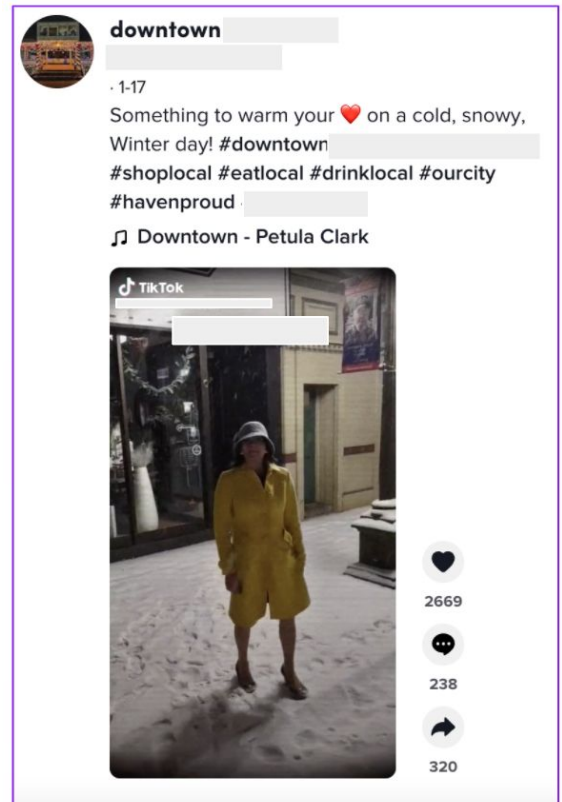 downtown
· 1-17
Something to warm your ❤️ on a cold, snowy,
Winter day! #downtown
#shoplocal #eatlocal #drinklocal #ourcity
#havenproud
♫ Downtown - Petula Clark
TikTok
2669
238
320